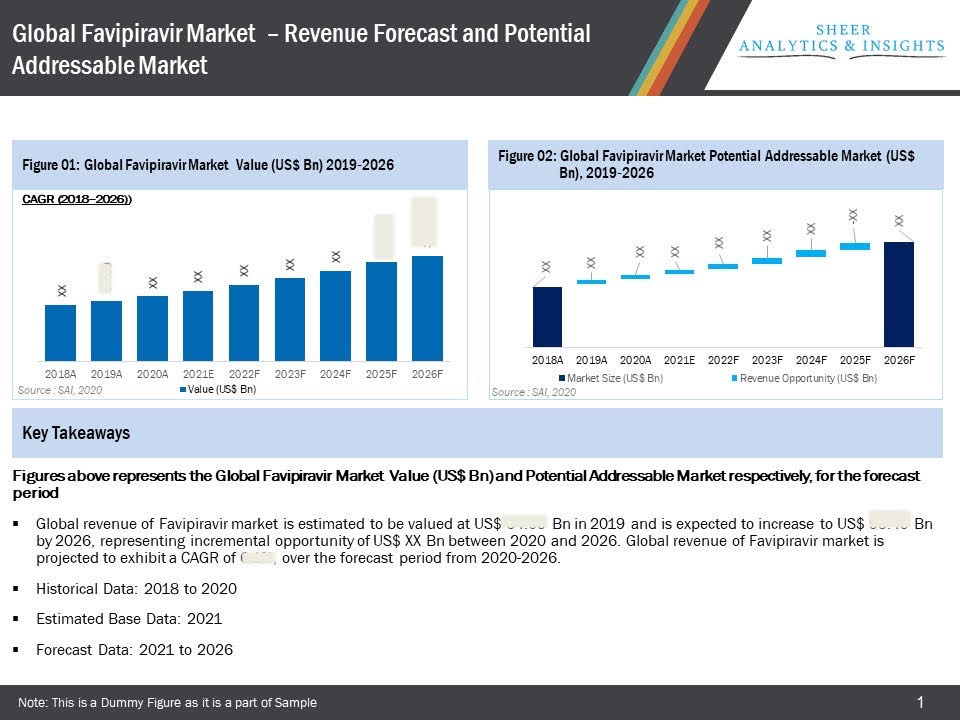 Global Favipiravir Market – Revenue Forecast and Potential
Addressable Market
SHEER
ANALYTICS & INSIGHTS
Figure 01: Global Favipiravir Market Value (US$ Bn) 2019-2026
CAGR (2018–2026))
XX
XX
XX
XX
XX
XX
2018A 2019A 2020A 2021E 2022F 2023F 2024F 2025F 2026F
Source : SAI, 2020
Value (US$ Bn)
Figure 02: Global Favipiravir Market Potential Addressable Market (US$
Bn), 2019-2026
XX
XX
XX
XX
XX
XX
XX
-XX
XX
2018A 2019A 2020A 2021E 2022F 2023F 2024F 2025F 2026F
Market Size (US$ Bn) Revenue Opportunity (US$ Bn)
Source : SAI, 2020
Key Takeaways
Figures above represents the Global Favipiravir Market Value (US$ Bn) and Potential Addressable Market respectively, for the forecast
period
▪ Global revenue of Favipiravir market is estimated to be valued at US$ Bn in 2019 and is expected to increase to US$ Bn
by 2026, representing incremental opportunity of US$ XX Bn between 2020 and 2026. Global revenue of Favipiravir market is
projected to exhibit a CAGR of , over the forecast period from 2020-2026.
▪ Historical Data: 2018 to 2020
▪ Estimated Base Data: 2021
▪ Forecast Data: 2021 to 2026
Note: This is a Dummy Figure as it is a part of Sample
1